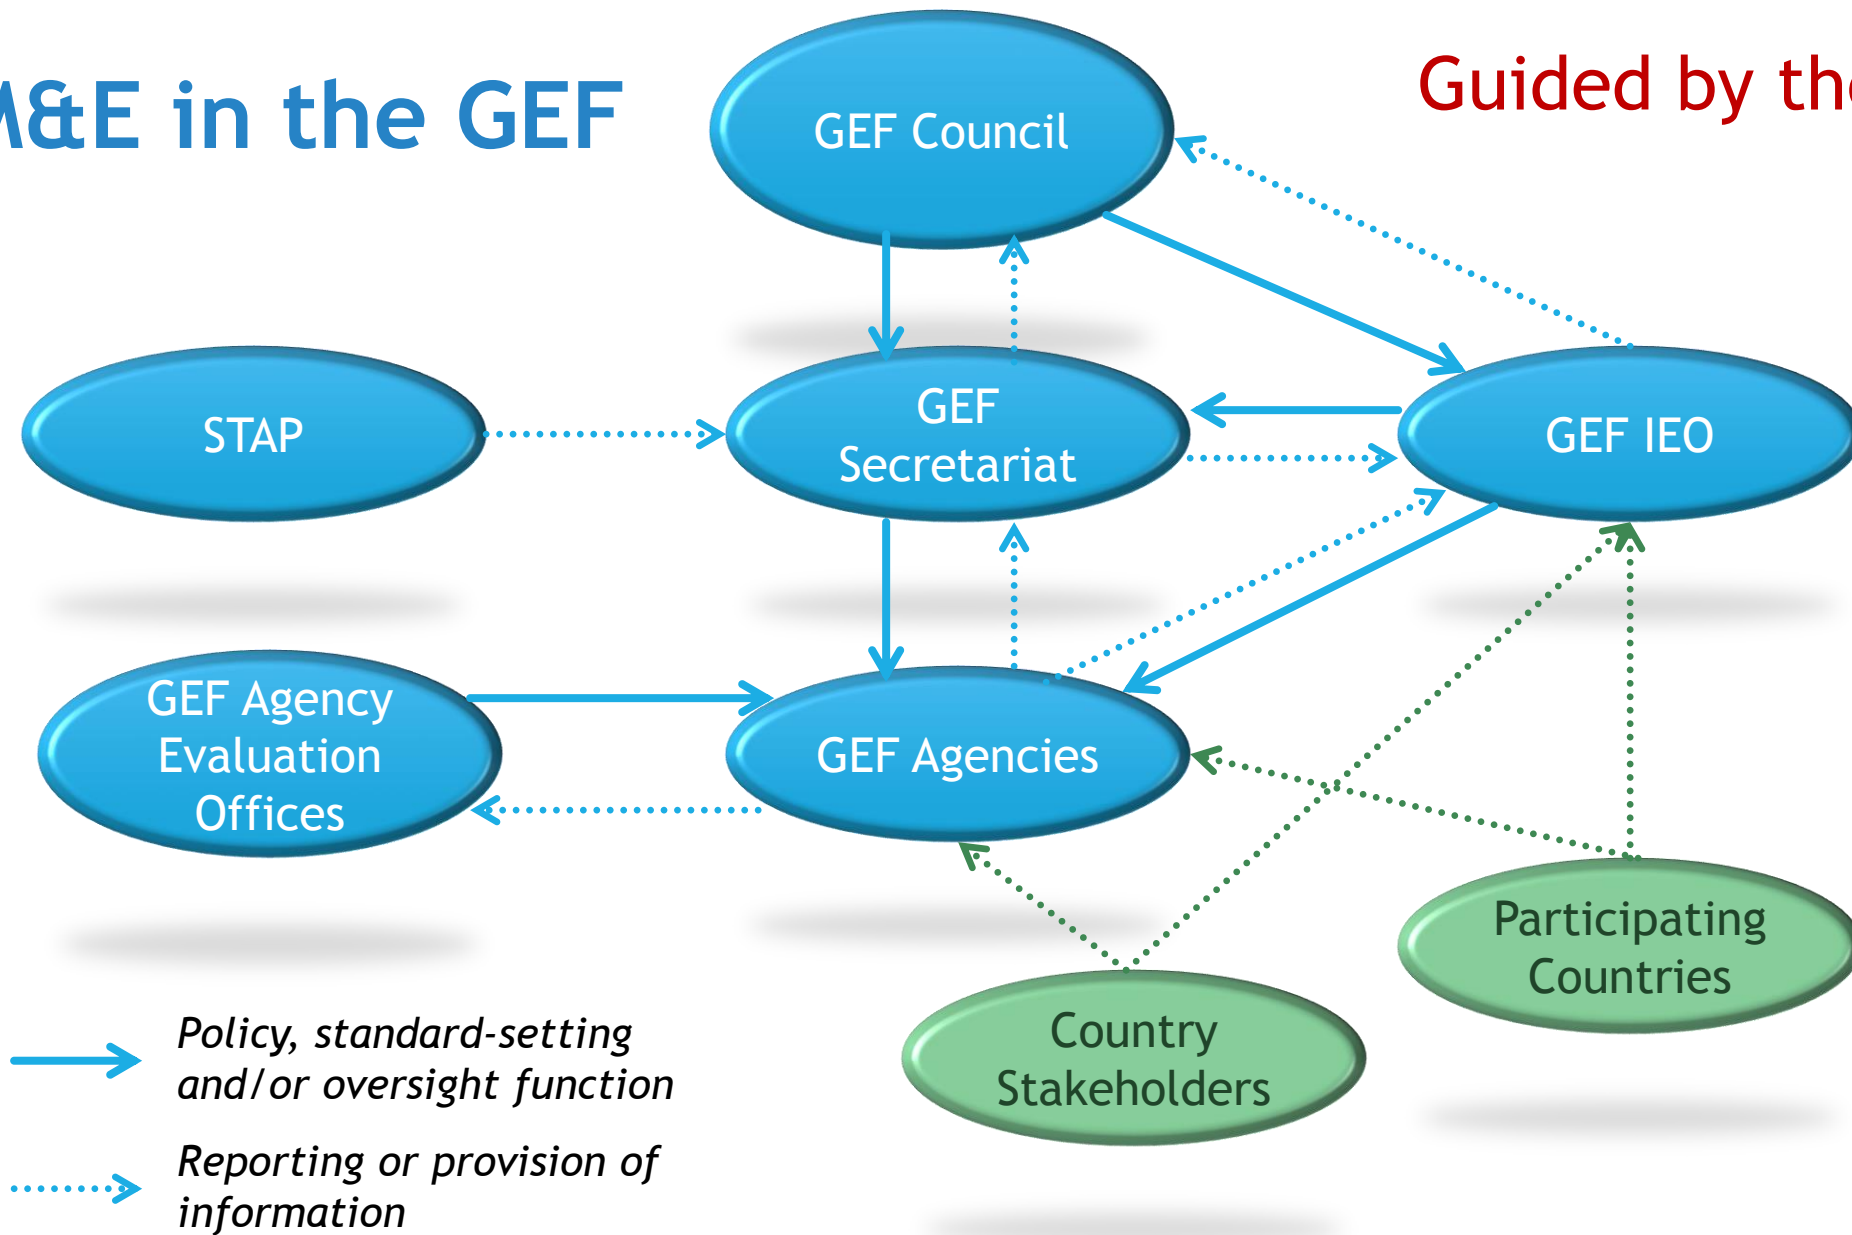 M&E in the GEF
Guided by the
GEF Council
STAP
GEF
Secretariat
GEF IEO
GEF Agency
Evaluation
Offices
GEF Agencies
Participating
Countries
Country
Stakeholders
Policy, standard-setting
and/or oversight function
Reporting or provision of
information